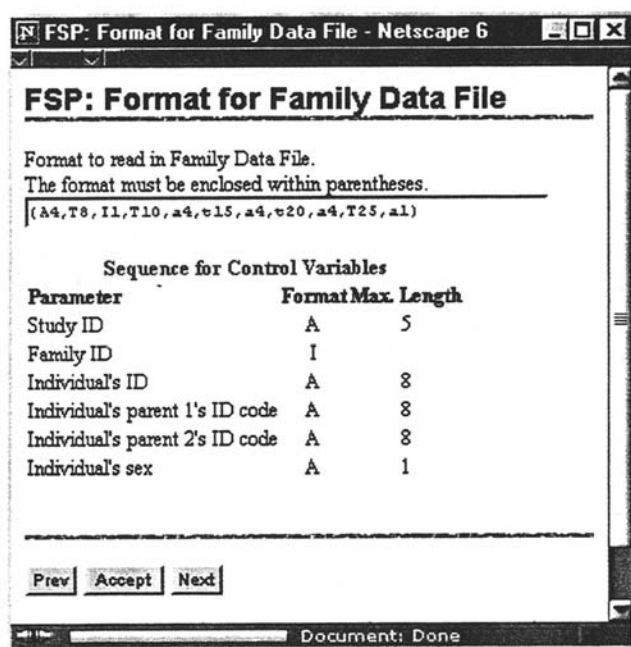 N FSP: Format for Family Data File - Netscape 6
FSP: Format for Family Data File
Format to read in Family Data File.
The format must be enclosed within parentheses.
(A4,T8,I1,T10,a4,t15,a4,t20,a4,T25,a1)
Sequence for Control Variables
Parameter Format Max. Length
Study ID A 5
Family ID I
Individual's ID A 8
Individual's parent 1's ID code A 8
Individual's parent 2's ID code A 8
Individual's sex A 1
Prev Accept Next
Document: Done